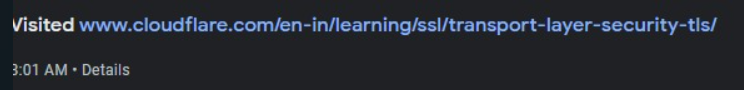 Visited www.cloudflare.com/en-in/learning/ssl/transport-layer-security-tls/
:01 AM • Details